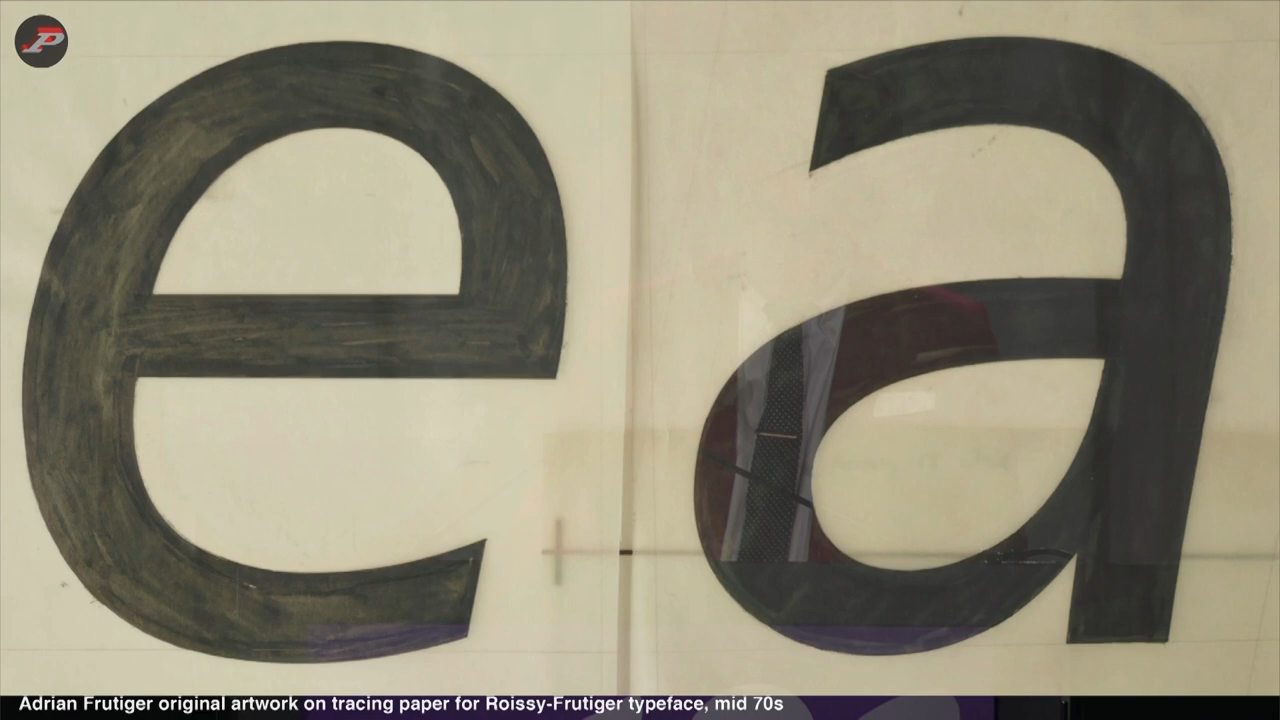 P
e a
Adrian Frutiger original artwork on tracing paper for Roissy-Frutiger typeface, mid 70s